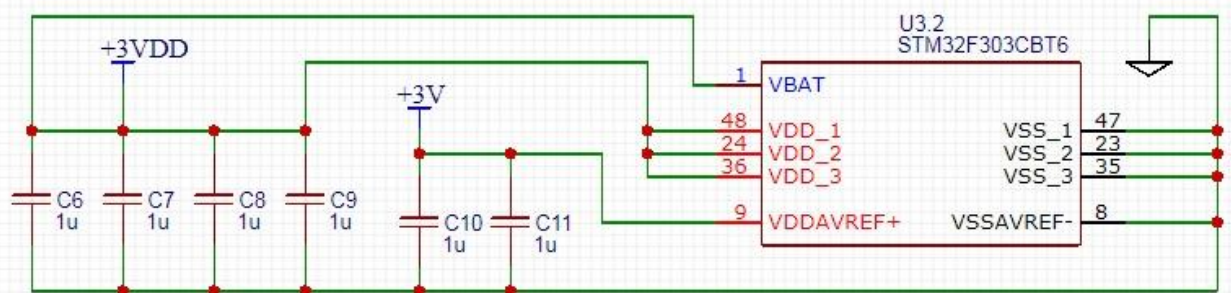 U3.2
STM32F303CBT6
+3VDD
+3V
1 VBAT
48 VDD_1
24 VDD_2
36 VDD_3
9 VDDAVREF+
VSS_1 47
VSS_2 23
VSS_3 35
VSSAVREF- 8
C6
1u
C7
1u
C8
1u
C9
1u
C10
1u
C11
1u